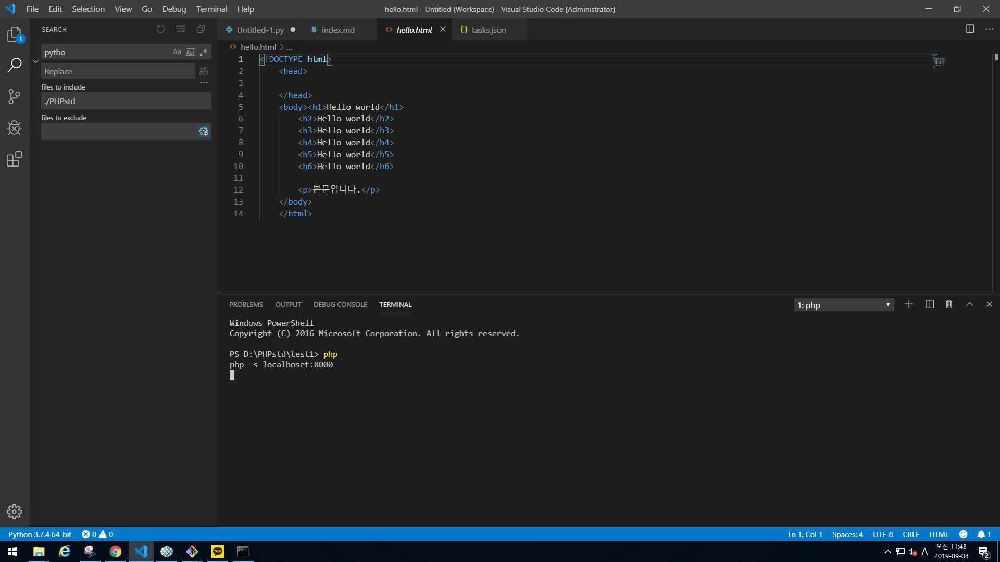 File Edit Selection View Go Debug Terminal Help
hello.html - Untitled (Workspace) - Visual Studio Code [Administrator]
SEARCH
1
pytho
Aa Abl .*
Replace
files to include
./PHPstd
files to exclude
Untitled-1.py
index.md
hello.html
tasks.json
hello.html > ...
1 <!DOCTYPE html>
2 <head>
3
4 </head>
5 <body><h1>Hello world</h1>
6 <h2>Hello world</h2>
7 <h3>Hello world</h3>
8 <h4>Hello world</h4>
9 <h5>Hello world</h5>
10 <h6>Hello world</h6>
11
12 <p>본문입니다.</p>
13 </body>
14 </html>
PROBLEMS OUTPUT DEBUG CONSOLE TERMINAL
1: php
Windows PowerShell
Copyright (C) 2016 Microsoft Corporation. All rights reserved.
PS D:\PHPstd\test1> php
php -s localhoset:8000
Python 3.7.4 64-bit 0 0
Ln 1, Col 1 Spaces: 4 UTF-8 CRLF HTML 1
TALK
A
오전 11:43
2019-09-04
2